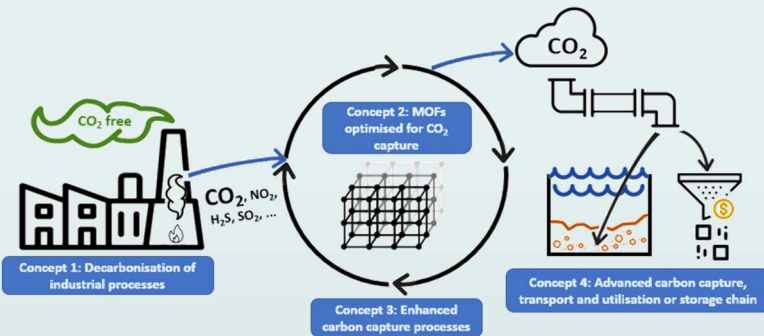 CO₂ free
CO₂, NO₂,
H₂S, SO₂, ...
Concept 1: Decarbonisation of
industrial processes
Concept 2: MOFs
optimised for CO₂
capture
Concept 3: Enhanced
carbon capture processes
CO₂
$
Concept 4: Advanced carbon capture,
transport and utilisation or storage chain